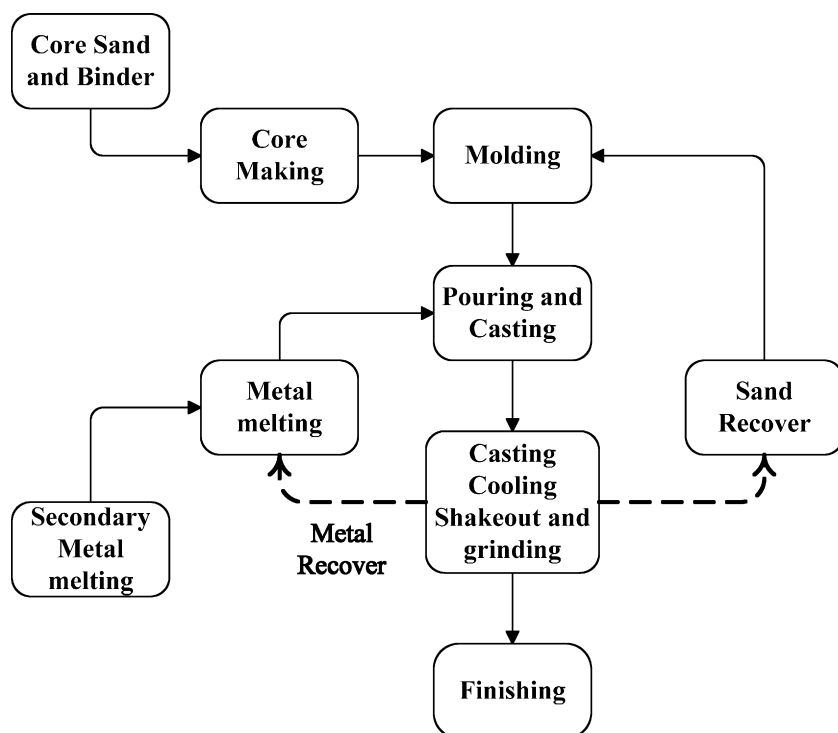 Core Sand
and Binder
Core
Making
Molding
Pouring and
Casting
Metal
melting
Sand
Recover
Casting
Cooling
Shakeout and
grinding
Secondary
Metal
melting
Metal
Recover
Finishing